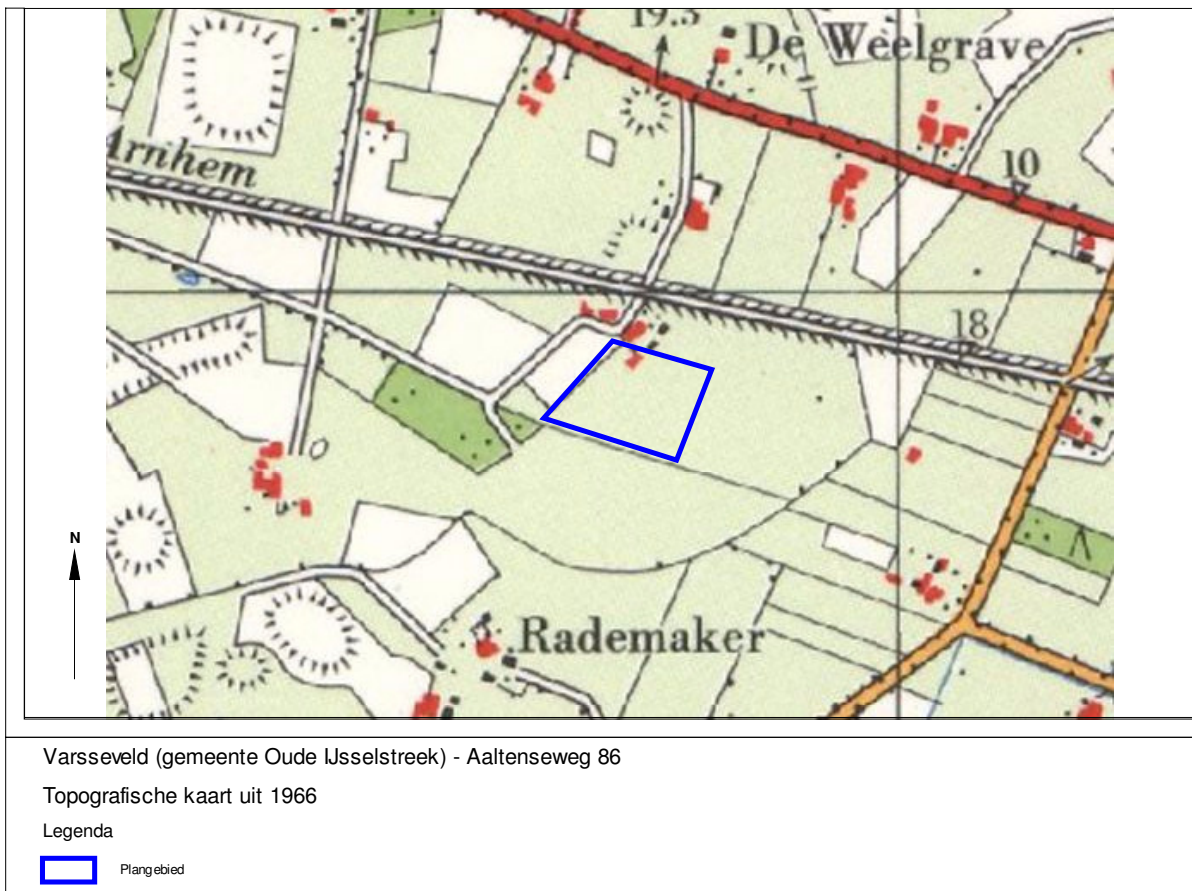 19.3
De Weelgrave
Arnhem
10
18
N
Rademaker
Varsseveld (gemeente Oude IJsselstreek) - Aaltenseweg 86
Topografische kaart uit 1966
Legenda
Plangebied